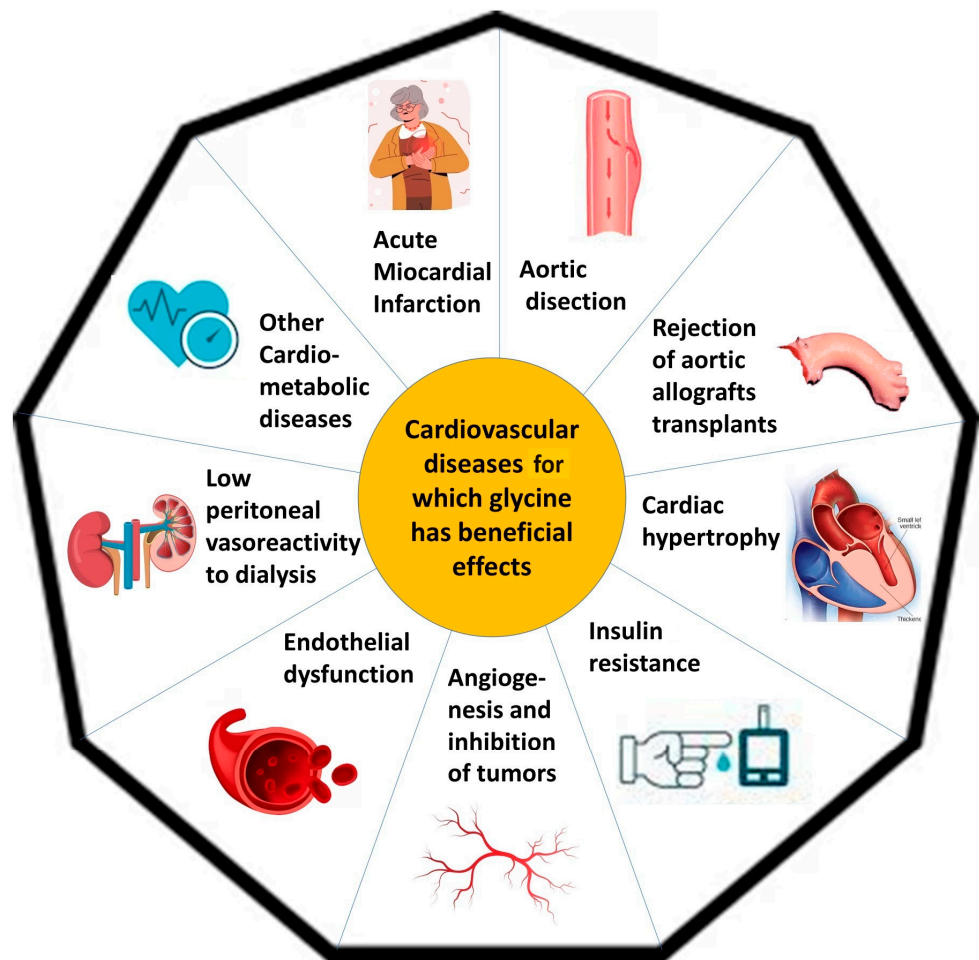 Cardiovascular
diseases for
which glycine
has beneficial
effects
Acute
Miocardial
Infarction
Aortic
disection
Rejection
of aortic
allografts
transplants
Cardiac
hypertrophy
Small lef
ventricle
Thickene
Insulin
resistance
Angioge-
nesis and
inhibition
of tumors
Endothelial
dysfunction
Low
peritoneal
vasoreactivity
to dialysis
Other
Cardio-
metabolic
diseases